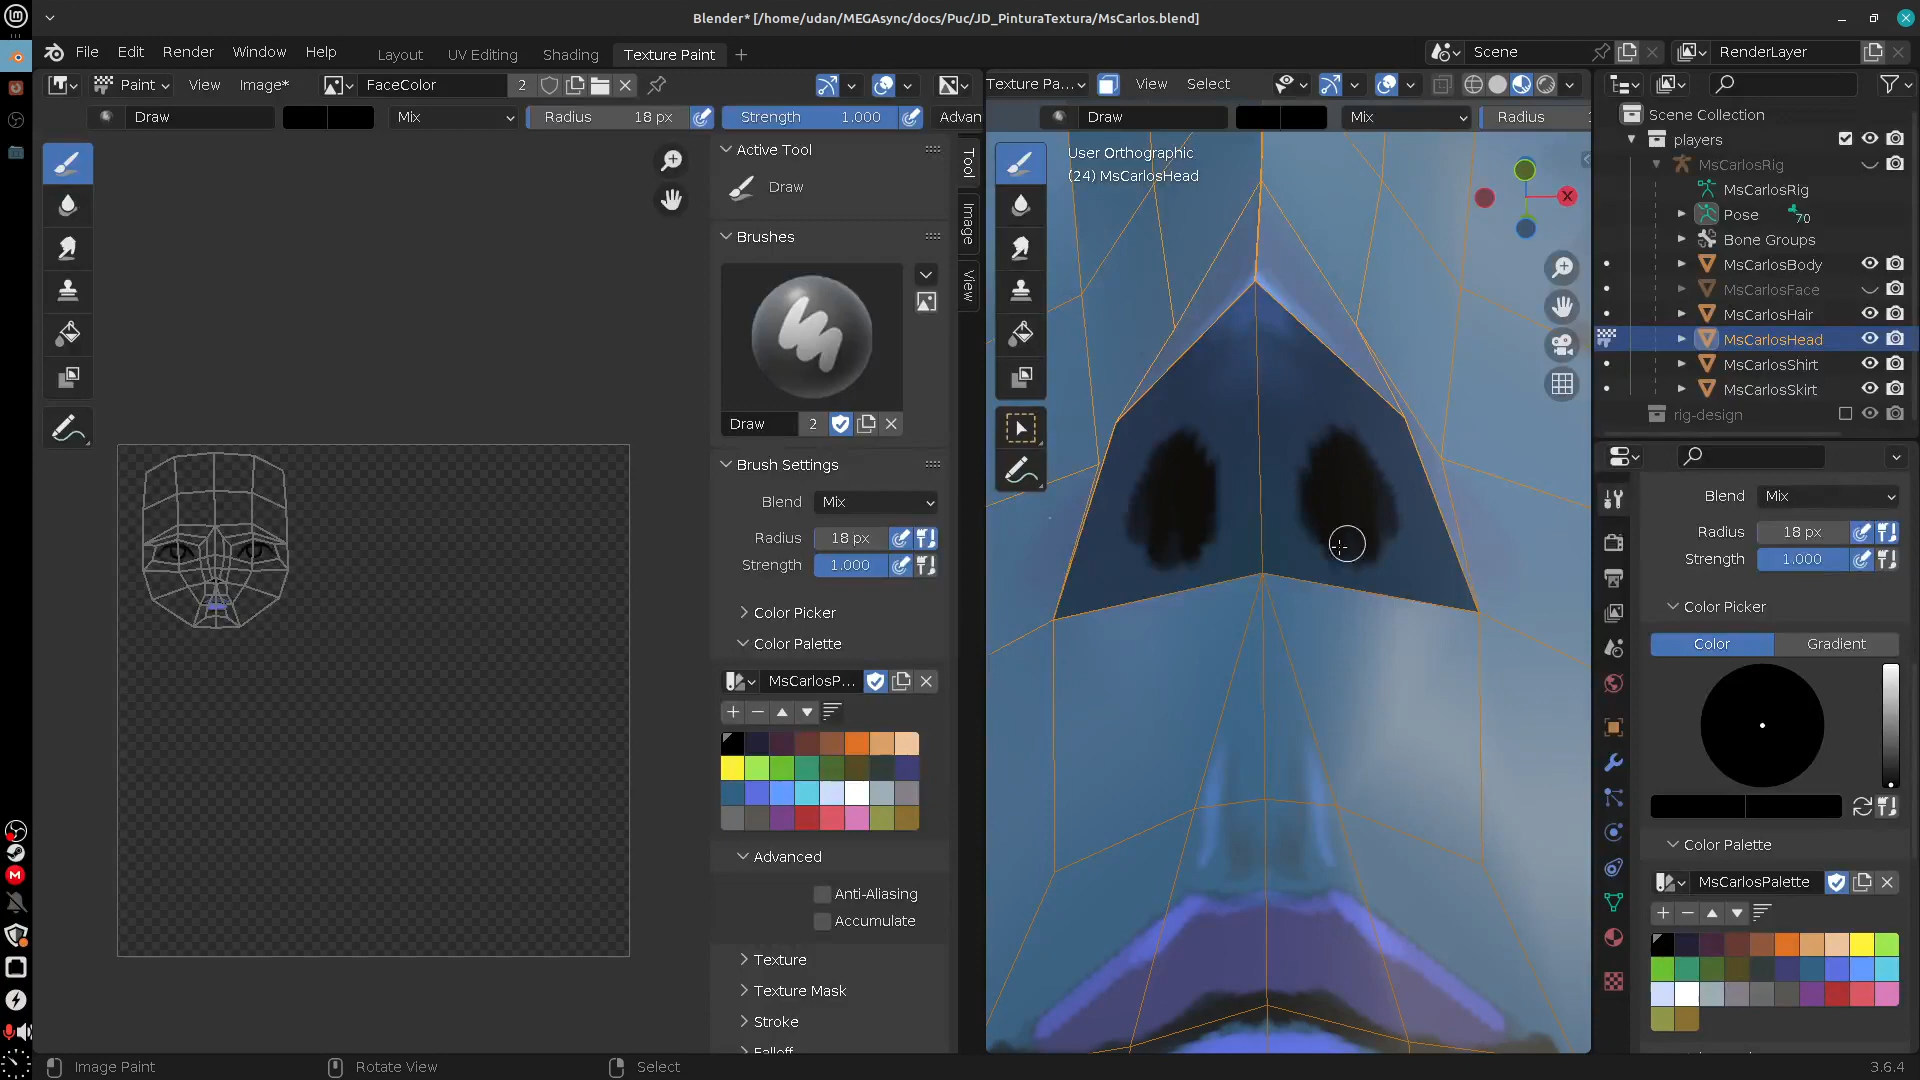 Blender* [/home/udan/MEGAsync/docs/Puc/JD_PinturaTextura/MsCarlos.blend]
File Edit Render Window Help Layout UV Editing Shading Texture Paint + Scene RenderLayer
Paint View Image* FaceColor 2 Texture Pa... View Select
Draw Mix Radius 18 px Strength 1.000 Advan Draw Mix Radius
Active Tool
Draw
Brushes
Draw 2
Brush Settings
Blend Mix
Radius 18 px
Strength 1.000
Color Picker
Color Palette
MsCarlosP...
Advanced
Anti-Aliasing
Accumulate
Texture
Texture Mask
Stroke
Falloff
Tool
Image
View
User Orthographic
(24) MsCarlosHead
X
Scene Collection
players
MsCarlosRig
MsCarlosRig
Pose 70
Bone Groups
MsCarlosBody
MsCarlosFace
MsCarlosHair
MsCarlosHead
MsCarlosShirt
MsCarlosSkirt
rig-design
Blend Mix
Radius 18 px
Strength 1.000
Color Picker
Color Gradient
Color Palette
MsCarlosPalette
Image Paint Rotate View Select 3.6.4